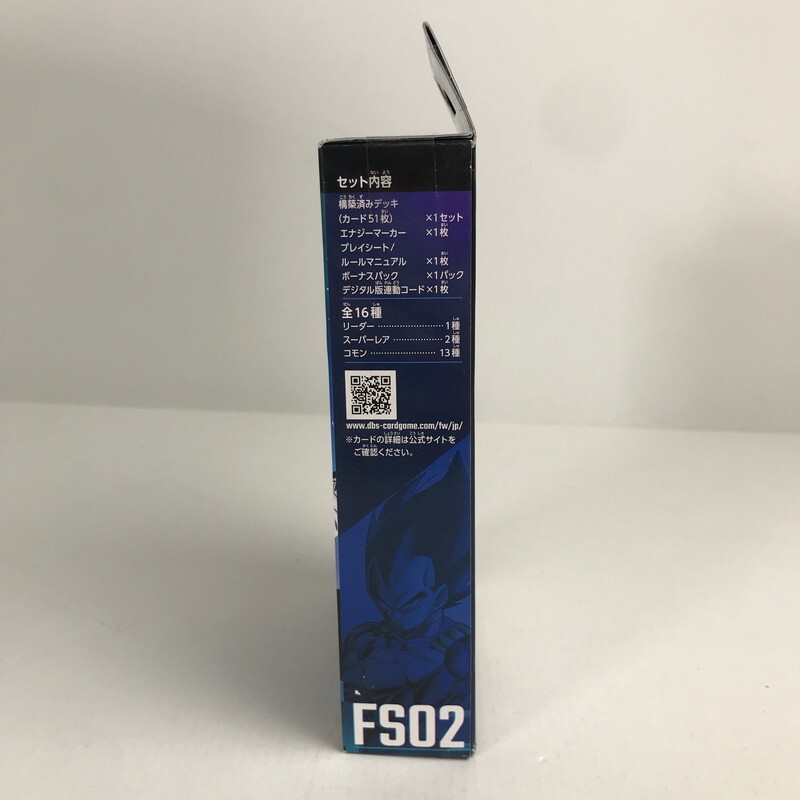 セット内容
構築済みデッキ
(カード51枚) ×1セット
エナジーマーカー ×1枚
プレイシート/
ルールマニュアル ×1枚
ボーナスパック ×1パック
デジタル版連動コード×1枚
全16種
リーダー ........................ 1種
スーパーレア .................. 2種
コモン ........................ 13種
www.dbs-cardgame.com/fw/jp/
※カードの詳細は公式サイトを
ご確認ください。
FS02